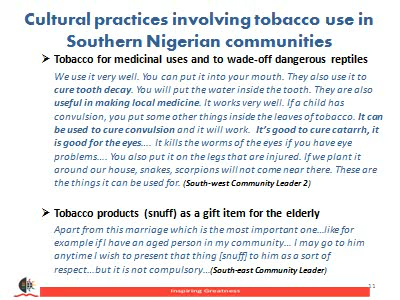 Cultural practices involving tobacco use in
Southern Nigerian communities
➢ Tobacco for medicinal uses and to wade-off dangerous reptiles
We use it very well. You can put it into your mouth. They also use it to
cure tooth decay. You will put the water inside the tooth. They are also
useful in making local medicine. It works very well. If a child has
convulsion, you put some other things inside the leaves of tobacco. It can
be used to cure convulsion and it will work.  It's good to cure catarrh, it
is good for the eyes.... It kills the worms of the eyes if you have eye
problems.... You also put it on the legs that are injured. If we plant it
around our house, snakes, scorpions will not come near there. These are
the things it can be used for. (South-west Community Leader 2)
➢ Tobacco products (snuff) as a gift item for the elderly
Apart from this marriage which is the most important one...like for
example if I have an aged person in my community... I may go to him
anytime I wish to present that thing [snuff] to him as a sort of
respect...but it is not compulsory...(South-east Community Leader)
11
Inspiring Greatness